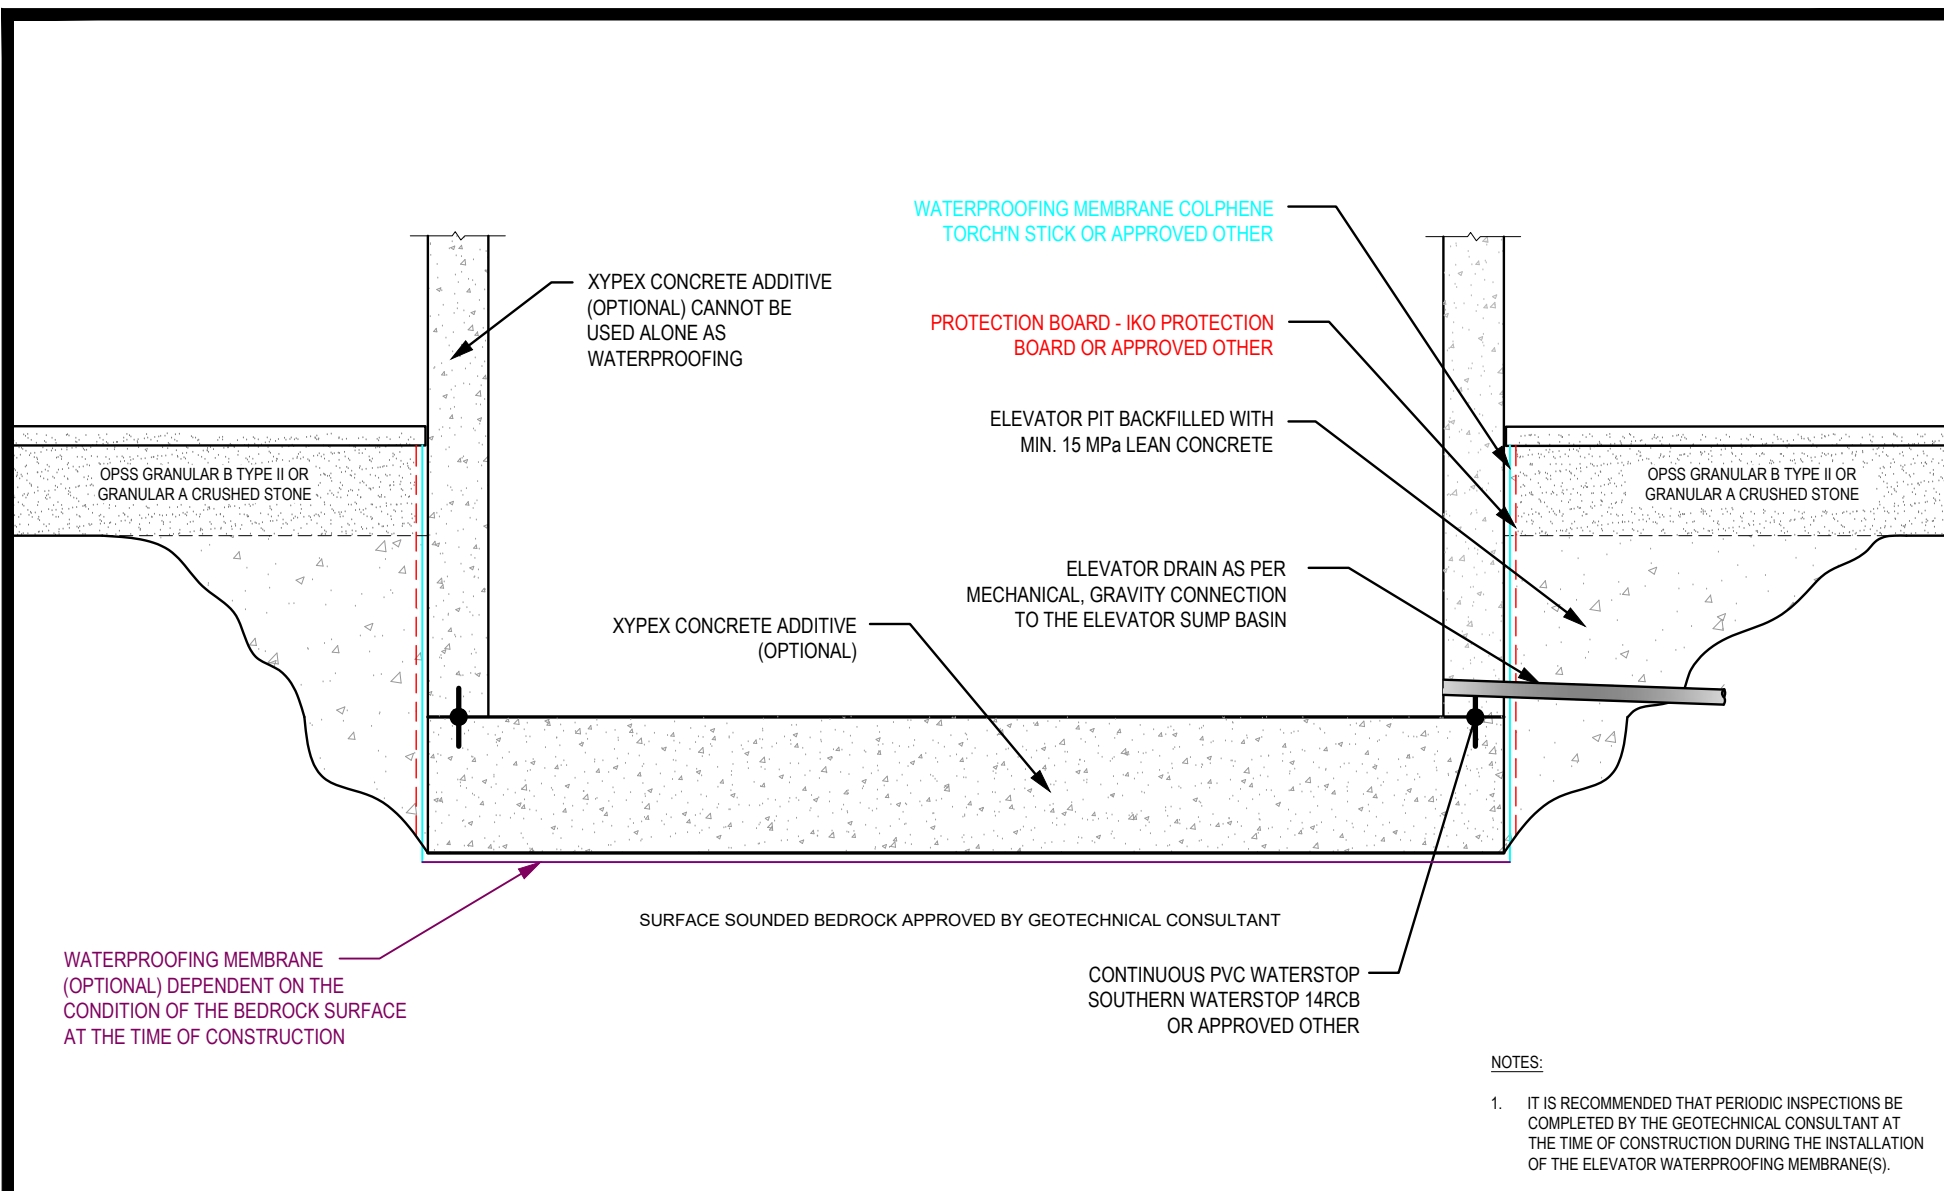 WATERPROOFING MEMBRANE COLPHENE
TORCH'N STICK OR APPROVED OTHER
XYPEX CONCRETE ADDITIVE
(OPTIONAL) CANNOT BE
USED ALONE AS
WATERPROOFING
PROTECTION BOARD - IKO PROTECTION
BOARD OR APPROVED OTHER
ELEVATOR PIT BACKFILLED WITH
MIN. 15 MPa LEAN CONCRETE
OPSS GRANULAR B TYPE II OR
GRANULAR A CRUSHED STONE
OPSS GRANULAR B TYPE II OR
GRANULAR A CRUSHED STONE
ELEVATOR DRAIN AS PER
MECHANICAL, GRAVITY CONNECTION
TO THE ELEVATOR SUMP BASIN
XYPEX CONCRETE ADDITIVE
(OPTIONAL)
SURFACE SOUNDED BEDROCK APPROVED BY GEOTECHNICAL CONSULTANT
WATERPROOFING MEMBRANE
(OPTIONAL) DEPENDENT ON THE
CONDITION OF THE BEDROCK SURFACE
AT THE TIME OF CONSTRUCTION
CONTINUOUS PVC WATERSTOP
SOUTHERN WATERSTOP 14RCB
OR APPROVED OTHER
NOTES:
1. IT IS RECOMMENDED THAT PERIODIC INSPECTIONS BE
COMPLETED BY THE GEOTECHNICAL CONSULTANT AT
THE TIME OF CONSTRUCTION DURING THE INSTALLATION
OF THE ELEVATOR WATERPROOFING MEMBRANE(S).